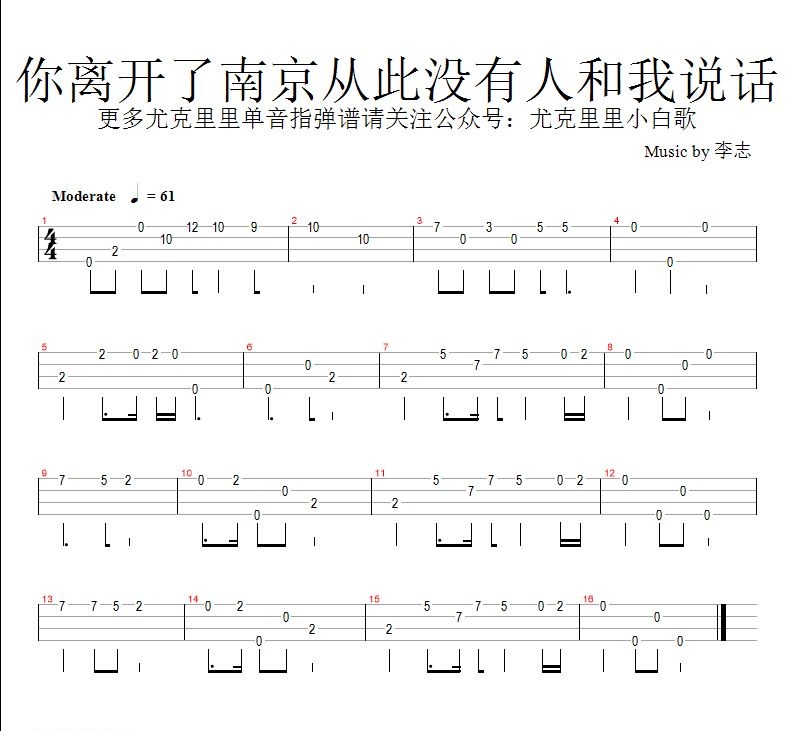 你离开了南京从此没有人和我说话
更多尤克里里单音指弹谱请关注公众号：尤克里里小白歌
Music by 李志
Moderate ♩ = 61
1 0 12 10 9 2 10 3 7 3 5 5 4 0 0
4 10 10 0 0
4 2
0 0
5 2 0 2 0 6 7 5 7 5 0 2 8 0 0
0 7 0
2 2 2
0 0 0
9 7 5 2 10 0 2 11 5 7 5 0 2 12 0
0 7 0
2 2
0 0 0
13 7 7 5 2 14 0 2 15 5 7 5 0 2 16 0
0 7 0
2 2
0 0 0